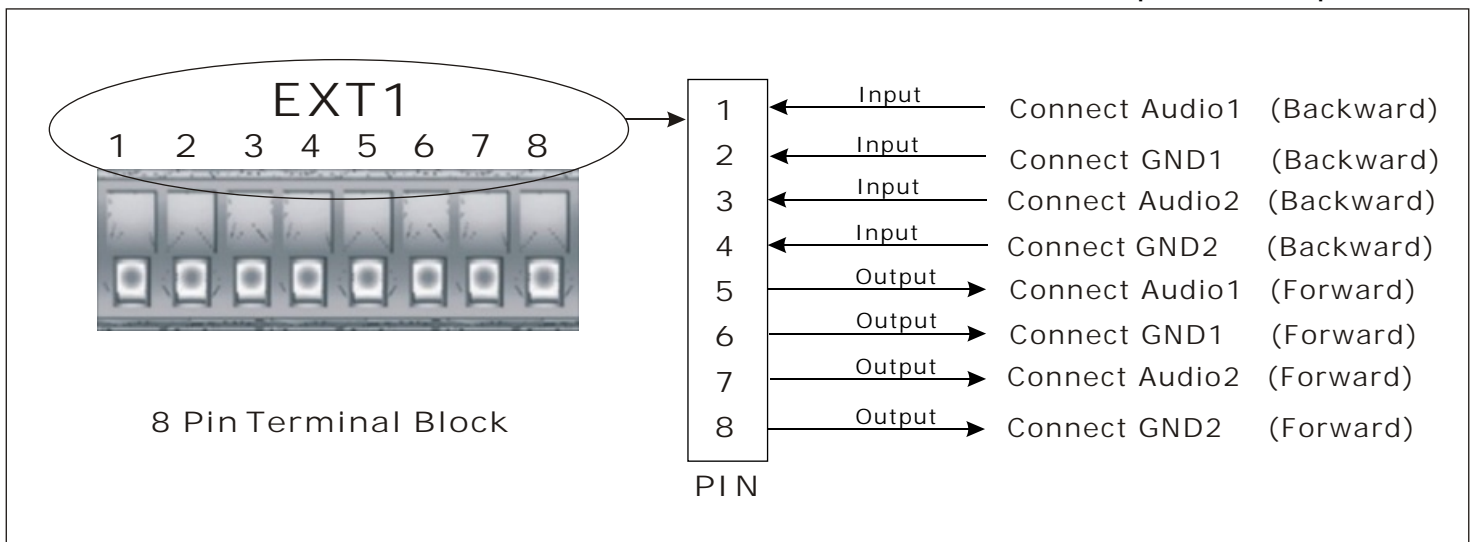 EXT1
1 2 3 4 5 6 7 8
8 Pin Terminal Block
1 Input Connect Audio1 (Backward)
2 Input Connect GND1 (Backward)
3 Input Connect Audio2 (Backward)
4 Input Connect GND2 (Backward)
5 Output Connect Audio1 (Forward)
6 Output Connect GND1 (Forward)
7 Output Connect Audio2 (Forward)
8 Output Connect GND2 (Forward)
PIN